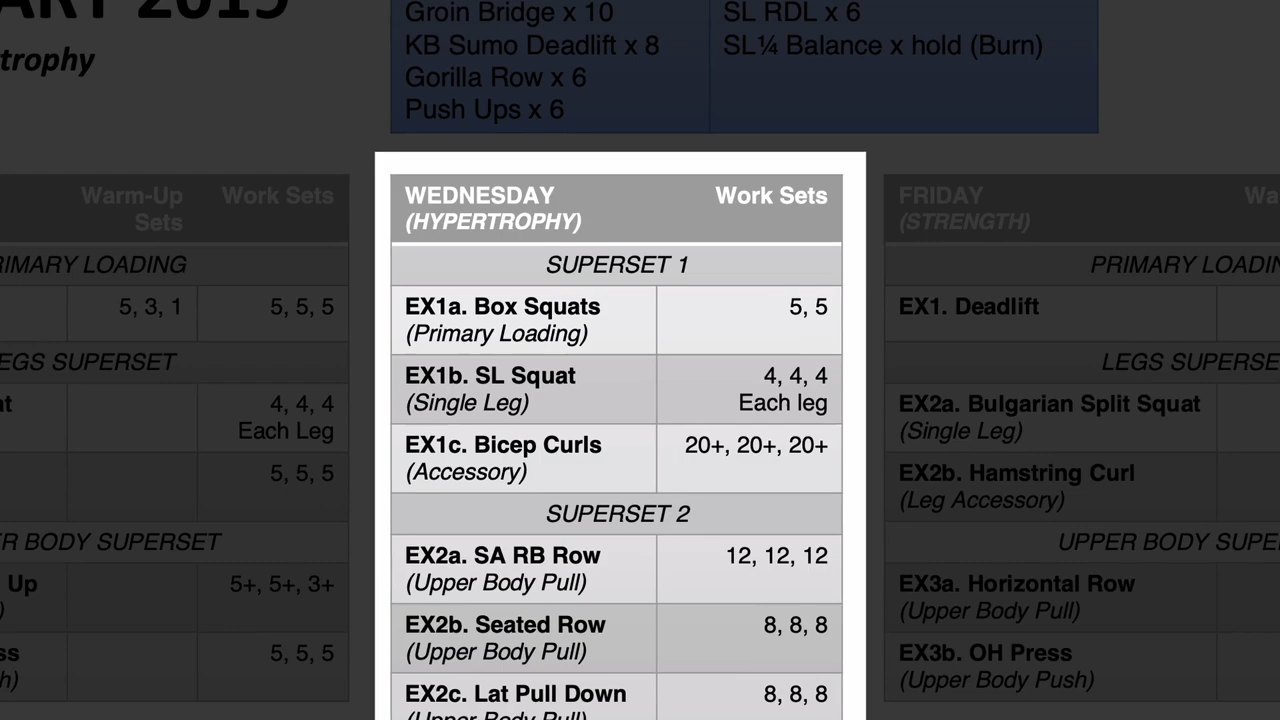 ART 2019
trophy
Groin Bridge x 10
KB Sumo Deadlift x 8
Gorilla Row x 6
Push Ups x 6
SL RDL x 6
SL¼ Balance x hold (Burn)
Warm-Up Sets
Work Sets
RIMARY LOADING
5, 3, 1
5, 5, 5
EGS SUPERSET
4, 4, 4
Each Leg
5, 5, 5
ER BODY SUPERSET
Up
5+, 5+, 3+
5, 5, 5
WEDNESDAY
(HYPERTROPHY)
Work Sets
SUPERSET 1
EX1a. Box Squats
5, 5
(Primary Loading)
EX1b. SL Squat
4, 4, 4
(Single Leg)
Each leg
EX1c. Bicep Curls
20+, 20+, 20+
(Accessory)
SUPERSET 2
EX2a. SA RB Row
12, 12, 12
(Upper Body Pull)
EX2b. Seated Row
8, 8, 8
(Upper Body Pull)
EX2c. Lat Pull Down
8, 8, 8
(Upper Body Pull)
FRIDAY
(STRENGTH)
Wa
PRIMARY LOADIN
EX1. Deadlift
LEGS SUPERSE
EX2a. Bulgarian Split Squat
(Single Leg)
EX2b. Hamstring Curl
(Leg Accessory)
UPPER BODY SUPE
EX3a. Horizontal Row
(Upper Body Pull)
EX3b. OH Press
(Upper Body Push)